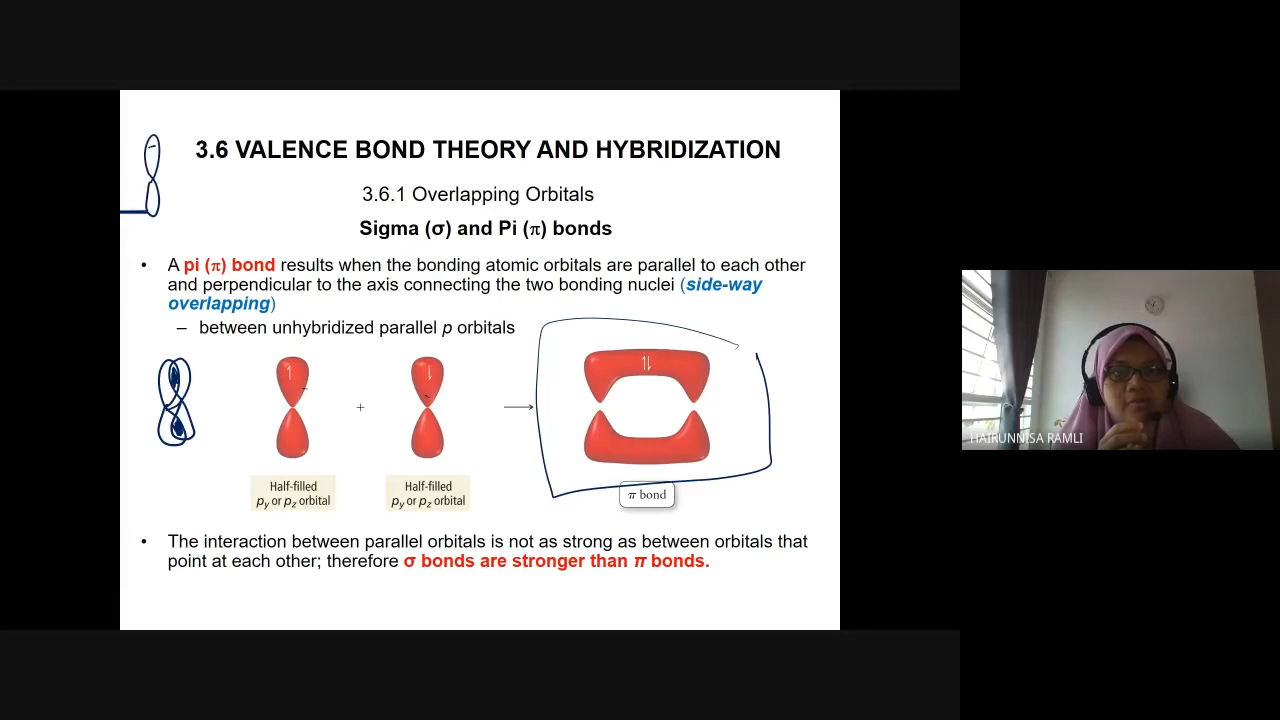 3.6 VALENCE BOND THEORY AND HYBRIDIZATION
3.6.1 Overlapping Orbitals
Sigma (σ) and Pi (π) bonds
• A pi (π) bond results when the bonding atomic orbitals are parallel to each other
and perpendicular to the axis connecting the two bonding nuclei (side-way
overlapping)
– between unhybridized parallel p orbitals
↿ + ⇂ → ↿⇂
Half-filled
py or pz orbital
Half-filled
py or pz orbital
π bond
• The interaction between parallel orbitals is not as strong as between orbitals that
point at each other; therefore σ bonds are stronger than π bonds.
HAIRUNNISA RAMLI